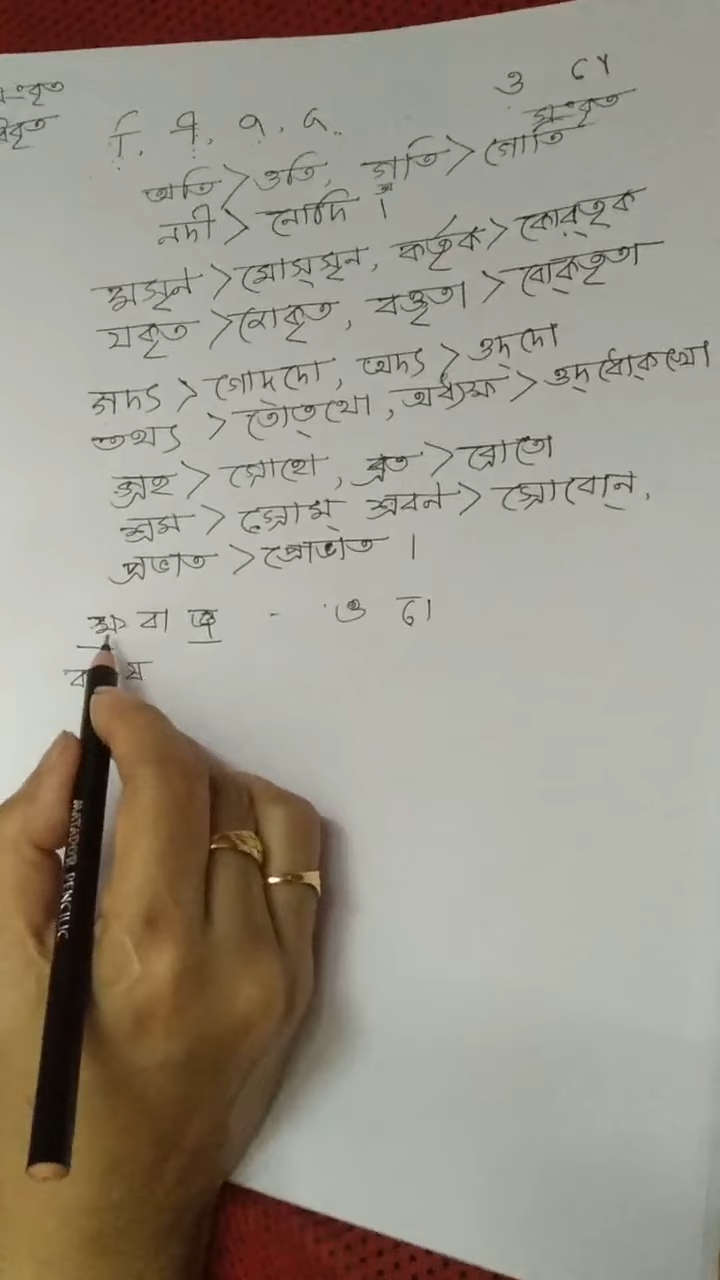 সংবৃত
বিবৃত
ও ো
সংবৃত
ি, ী, ু, ূ
অতি > ওতি, গতি > গোতি
নদী > নোদি ।
মসৃন > মোস্সৃন, কর্তৃক > কোর্তৃক
যকৃত > যোকৃত, বক্তৃতা > বোক্তৃতা
গদ্য > গোদ্দো, অদ্য > ওদ্দো
তথ্য > তোত্থো, অধ্যক্ষ > ওদ্ধোক্খো
গ্রহ > গ্রোহো, ব্রত > ব্রোতো
শ্রম > স্রোম্ শ্রবন > স্রোবোন্,
প্রভাত > প্রোভাত ।
ক্ষ বা জ্ঞ - ও ো
য